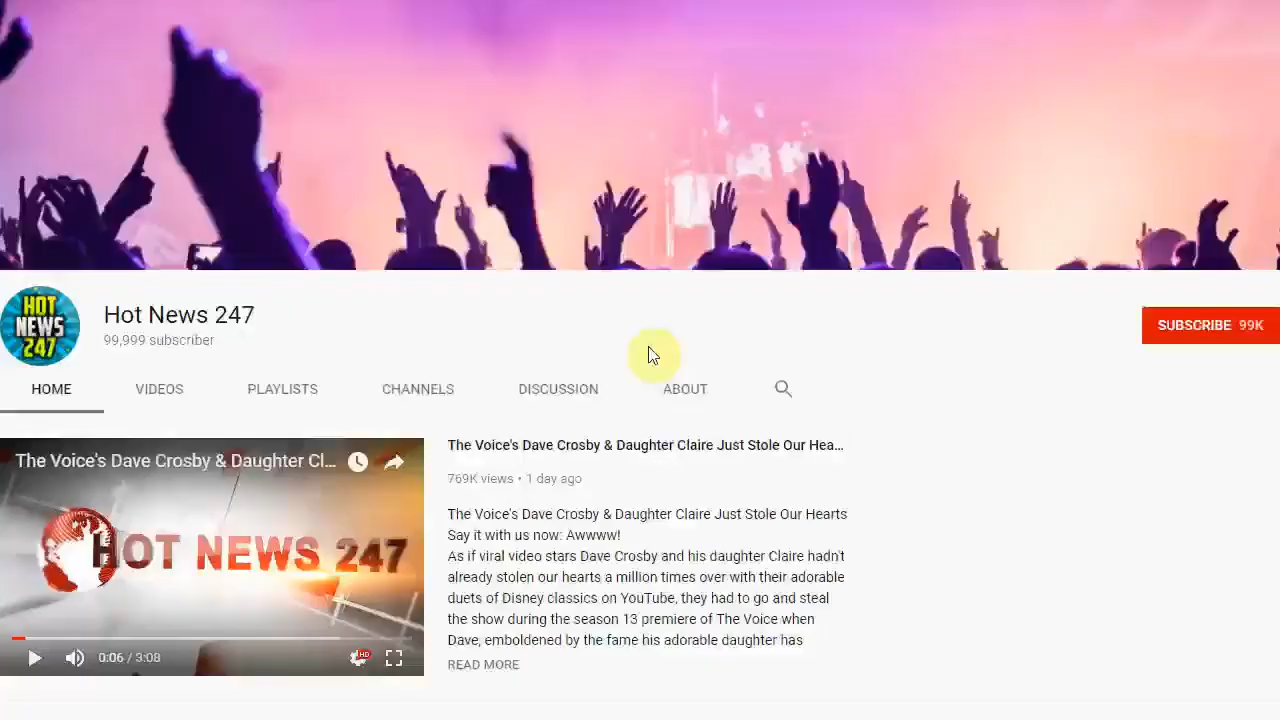 HOT
NEWS
247
Hot News 247
99,999 subscriber
SUBSCRIBE 99K
HOME VIDEOS PLAYLISTS CHANNELS DISCUSSION ABOUT
The Voice's Dave Crosby & Daughter Cl...
HOT NEWS 247
0:06 / 3:08
HD
The Voice's Dave Crosby & Daughter Claire Just Stole Our Hea...
769K views • 1 day ago
The Voice's Dave Crosby & Daughter Claire Just Stole Our Hearts
Say it with us now: Awwww!
As if viral video stars Dave Crosby and his daughter Claire hadn't
already stolen our hearts a million times over with their adorable
duets of Disney classics on YouTube, they had to go and steal
the show during the season 13 premiere of The Voice when
Dave, emboldened by the fame his adorable daughter has
READ MORE